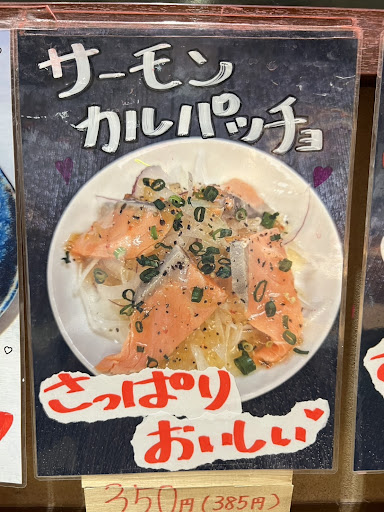 サーモン
カルパッチョ
さっぱり
おいしい
350円(385円)